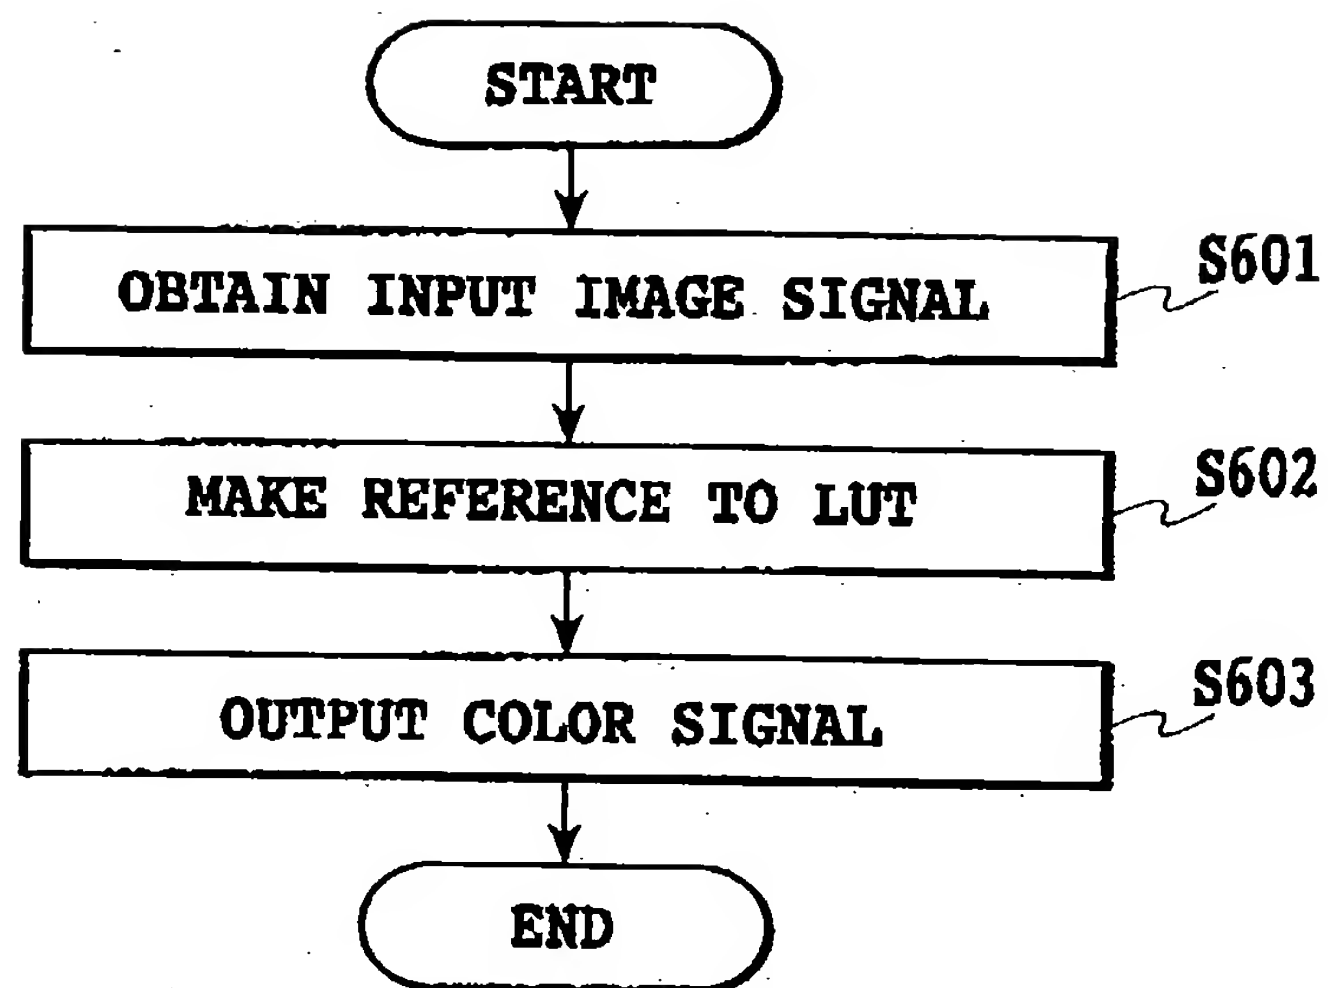 START
OBTAIN INPUT IMAGE SIGNAL
S601
MAKE REFERENCE TO LUT
S602
OUTPUT COLOR SIGNAL
S603
END